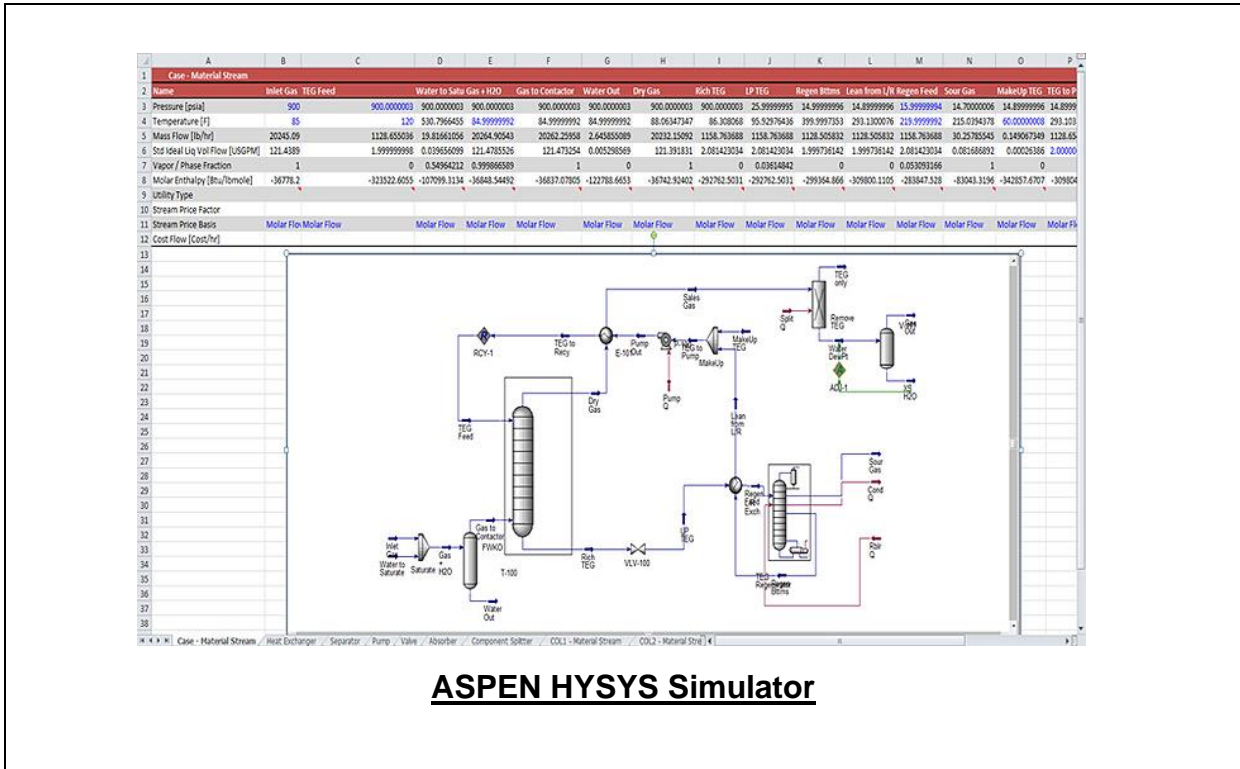 A B C D E F G H I J K L M N O P
1 Case - Material Stream
2 Name Inlet Gas TEG Feed Water to Satu Gas + H2O Gas to Contactor Water Out Dry Gas Rich TEG LP TEG Regen Bttms Lean from L/R Regen Feed Sour Gas MakeUp TEG TEG to P
3 Pressure [psia] 900 900.0000003 900.0000003 900.0000003 900.0000003 900.0000003 900.0000003 900.0000003 25.99999995 14.99999996 14.89999996 15.99999994 14.70000006 14.89999996 14.8999
4 Temperature [F] 85 120 530.7966455 84.99999992 84.99999992 84.99999992 88.06347347 86.308068 95.92976436 399.9997353 293.1300076 219.9999992 215.0394378 60.00000008 293.103
5 Mass Flow [lb/hr] 20245.09 1128.655036 19.81661056 20264.90543 20262.25958 2.645855089 20232.15092 1158.763688 1158.763688 1128.505832 1128.505832 1158.763688 30.25785545 0.149067349 1128.654
6 Std Ideal Liq Vol Flow [USGPM] 121.4389 1.999999998 0.039656099 121.4785526 121.473254 0.005298569 121.391831 2.081423034 2.081423034 1.999736142 1.999736142 2.081423034 0.081686892 0.00026386 2.00000
7 Vapor / Phase Fraction 1 0 0.54964212 0.999866589 1 0 1 0 0.03614842 0 0 0.053093166 1 0
8 Molar Enthalpy [Btu/lbmole] -36778.2 -323522.6055 -107099.3134 -36848.54492 -36837.07805 -122788.6653 -36742.92402 -292762.5031 -292762.5031 -299364.866 -309800.1105 -283847.528 -83043.3196 -342857.6707 -309804
9 Utility Type
10 Stream Price Factor
11 Stream Price Basis Molar Flo Molar Flow Molar Flow Molar Flow Molar Flow Molar Flow Molar Flow Molar Flow Molar Flow Molar Flow Molar Flow Molar Flow Molar Flow Molar Flow Molar Fl
12 Cost Flow [Cost/hr]
13
14
15
16
17
18
19
20
21
22
23
24
25
26
27
28
29
30
31
32
33
34
35
36
37
38
TEG
only
Sales
Gas
Split
Q
Remove
TEG
Out
RCY-1
TEG to
Recy
E-101
Pump
Out
TEG to
Pump
MakeUp
MakeUp
TEG
Water
DewPt
ADJ-1
XS
H2O
Pump
Q
Dry
Gas
TEG
Feed
Lean
from
L/R
Sour
Gas
Cond
Q
Regen
Feed
Exch
LP
TEG
Rblr
Q
Gas to
Contactor
FWKO
Inlet
Gas
Water to
Saturate
Saturate
Gas
+
H2O
T-100
Rich
TEG
VLV-100
TEG
Bttms
Water
Out
Case - Material Stream Heat Exchanger Separator Pump Valve Absorber Component Splitter COL1 - Material Stream COL2 - Material Stre
ASPEN HYSYS Simulator